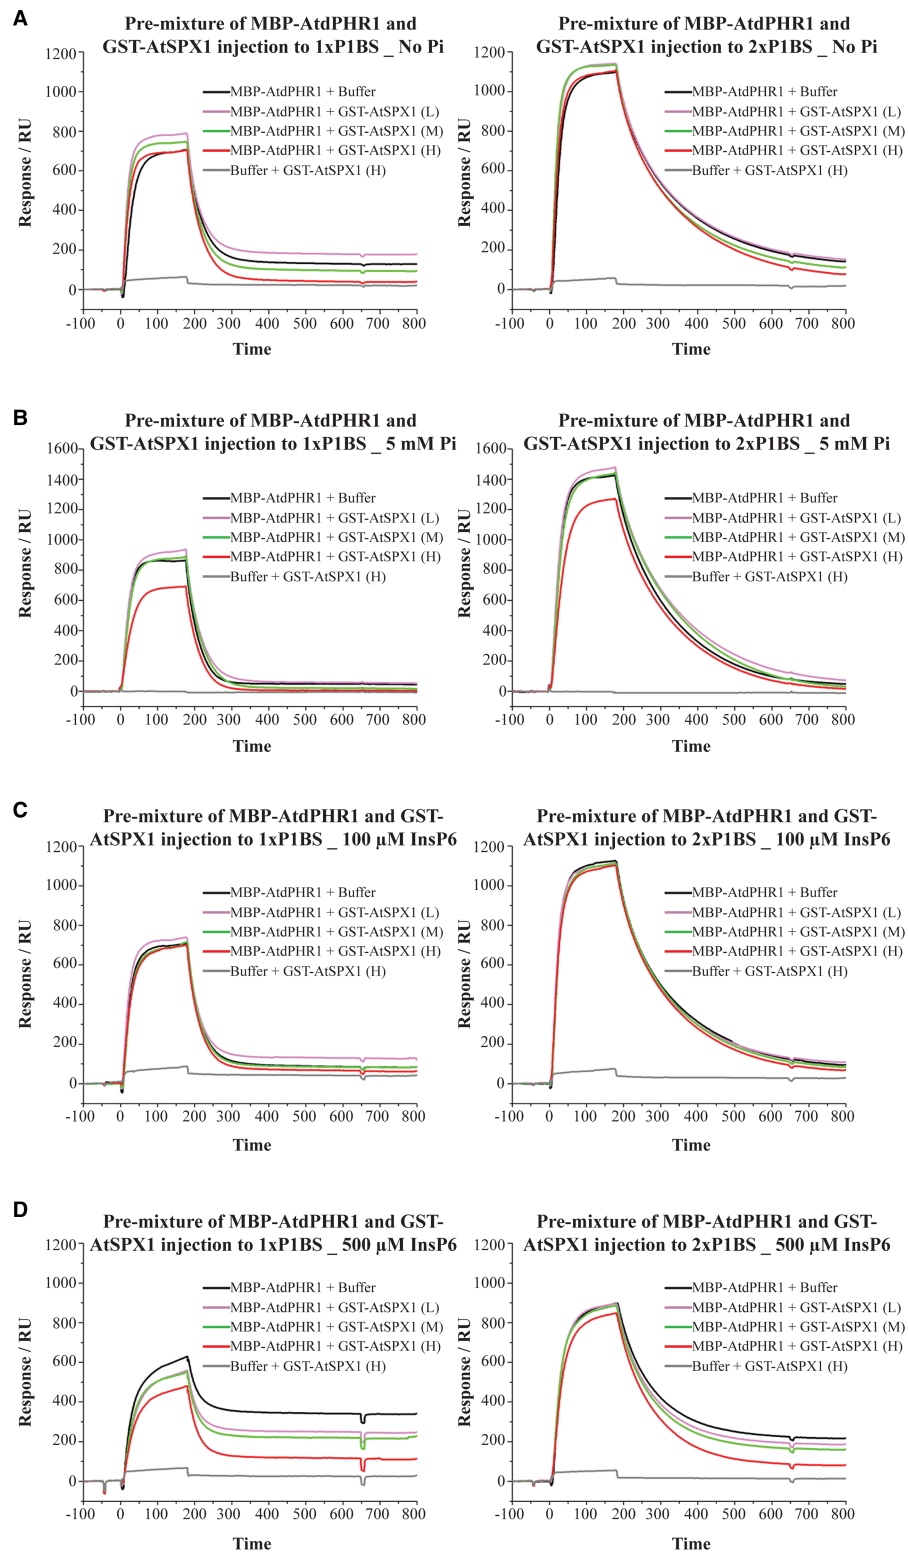 A
Pre-mixture of MBP-AtdPHR1 and
GST-AtSPX1 injection to 1xP1BS _ No Pi
1200
1000
800
600
400
200
0
Response / RU
MBP-AtdPHR1 + Buffer
MBP-AtdPHR1 + GST-AtSPX1 (L)
MBP-AtdPHR1 + GST-AtSPX1 (M)
MBP-AtdPHR1 + GST-AtSPX1 (H)
Buffer + GST-AtSPX1 (H)
-100 0 100 200 300 400 500 600 700 800
Time
Pre-mixture of MBP-AtdPHR1 and
GST-AtSPX1 injection to 2xP1BS _ No Pi
1200
1000
800
600
400
200
0
Response / RU
MBP-AtdPHR1 + Buffer
MBP-AtdPHR1 + GST-AtSPX1 (L)
MBP-AtdPHR1 + GST-AtSPX1 (M)
MBP-AtdPHR1 + GST-AtSPX1 (H)
Buffer + GST-AtSPX1 (H)
-100 0 100 200 300 400 500 600 700 800
Time
B
Pre-mixture of MBP-AtdPHR1 and
GST-AtSPX1 injection to 1xP1BS _ 5 mM Pi
1600
1400
1200
1000
800
600
400
200
0
Response / RU
MBP-AtdPHR1 + Buffer
MBP-AtdPHR1 + GST-AtSPX1 (L)
MBP-AtdPHR1 + GST-AtSPX1 (M)
MBP-AtdPHR1 + GST-AtSPX1 (H)
Buffer + GST-AtSPX1 (H)
-100 0 100 200 300 400 500 600 700 800
Time
Pre-mixture of MBP-AtdPHR1 and
GST-AtSPX1 injection to 2xP1BS _ 5 mM Pi
1600
1400
1200
1000
800
600
400
200
0
Response / RU
MBP-AtdPHR1 + Buffer
MBP-AtdPHR1 + GST-AtSPX1 (L)
MBP-AtdPHR1 + GST-AtSPX1 (M)
MBP-AtdPHR1 + GST-AtSPX1 (H)
Buffer + GST-AtSPX1 (H)
-100 0 100 200 300 400 500 600 700 800
Time
C
Pre-mixture of MBP-AtdPHR1 and GST-
AtSPX1 injection to 1xP1BS _ 100 µM InsP6
1200
1000
800
600
400
200
0
Response / RU
MBP-AtdPHR1 + Buffer
MBP-AtdPHR1 + GST-AtSPX1 (L)
MBP-AtdPHR1 + GST-AtSPX1 (M)
MBP-AtdPHR1 + GST-AtSPX1 (H)
Buffer + GST-AtSPX1 (H)
-100 0 100 200 300 400 500 600 700 800
Time
Pre-mixture of MBP-AtdPHR1 and GST-
AtSPX1 injection to 2xP1BS _ 100 µM InsP6
1200
1000
800
600
400
200
0
Response / RU
MBP-AtdPHR1 + Buffer
MBP-AtdPHR1 + GST-AtSPX1 (L)
MBP-AtdPHR1 + GST-AtSPX1 (M)
MBP-AtdPHR1 + GST-AtSPX1 (H)
Buffer + GST-AtSPX1 (H)
-100 0 100 200 300 400 500 600 700 800
Time
D
Pre-mixture of MBP-AtdPHR1 and GST-
AtSPX1 injection to 1xP1BS _ 500 µM InsP6
1200
1000
800
600
400
200
0
Response / RU
MBP-AtdPHR1 + Buffer
MBP-AtdPHR1 + GST-AtSPX1 (L)
MBP-AtdPHR1 + GST-AtSPX1 (M)
MBP-AtdPHR1 + GST-AtSPX1 (H)
Buffer + GST-AtSPX1 (H)
-100 0 100 200 300 400 500 600 700 800
Time
Pre-mixture of MBP-AtdPHR1 and GST-
AtSPX1 injection to 2xP1BS _ 500 µM InsP6
1200
1000
800
600
400
200
0
Response / RU
MBP-AtdPHR1 + Buffer
MBP-AtdPHR1 + GST-AtSPX1 (L)
MBP-AtdPHR1 + GST-AtSPX1 (M)
MBP-AtdPHR1 + GST-AtSPX1 (H)
Buffer + GST-AtSPX1 (H)
-100 0 100 200 300 400 500 600 700 800
Time